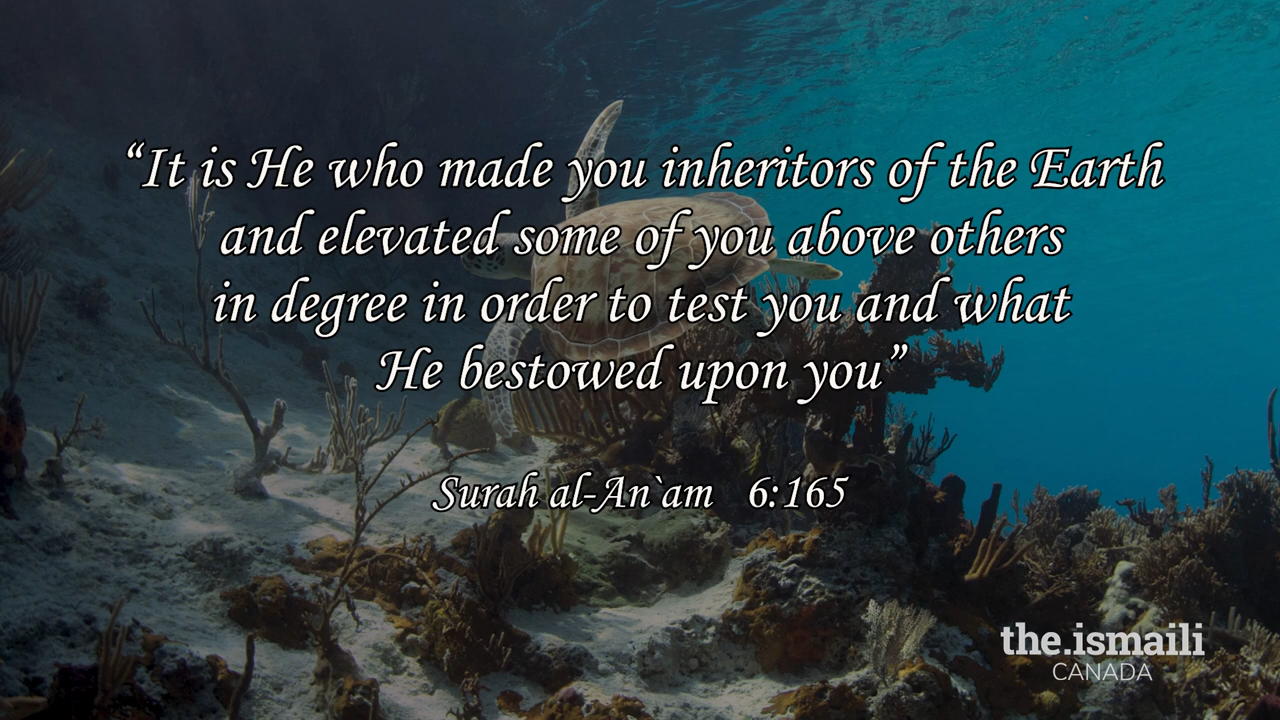 “It is He who made you inheritors of the Earth
and elevated some of you above others
in degree in order to test you and what
He bestowed upon you”
Surah al-An`am 6:165
the.ismaili
CANADA